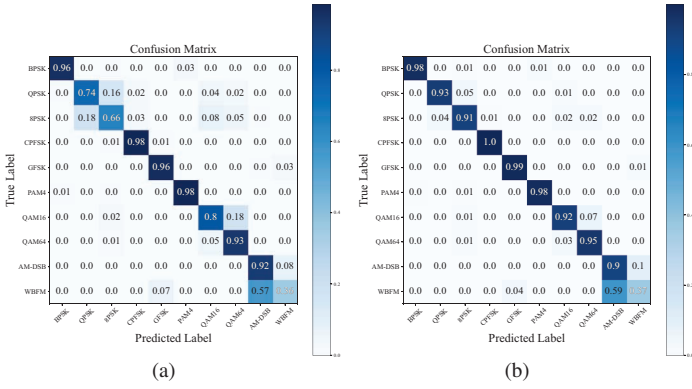 Confusion Matrix
True Label
BPSK 0.96 0.0 0.0 0.0 0.0 0.03 0.0 0.0 0.0 0.0
QPSK 0.0 0.74 0.16 0.02 0.0 0.0 0.04 0.02 0.0 0.0
8PSK 0.0 0.18 0.66 0.03 0.0 0.0 0.08 0.05 0.0 0.0
CPFSK 0.0 0.0 0.01 0.98 0.01 0.0 0.0 0.0 0.0 0.0
GFSK 0.0 0.0 0.0 0.0 0.96 0.0 0.0 0.0 0.0 0.03
PAM4 0.01 0.0 0.0 0.0 0.0 0.98 0.0 0.0 0.0 0.0
QAM16 0.0 0.0 0.02 0.0 0.0 0.0 0.8 0.18 0.0 0.0
QAM64 0.0 0.0 0.01 0.0 0.0 0.0 0.05 0.93 0.0 0.0
AM-DSB 0.0 0.0 0.0 0.0 0.0 0.0 0.0 0.0 0.92 0.08
WBFM 0.0 0.0 0.0 0.0 0.07 0.0 0.0 0.0 0.57
BPSK QPSK 8PSK CPFSK GFSK PAM4 QAM16 QAM64 AM-DSB WBFM
Predicted Label
0.4
0.2
0.0
(a)
Confusion Matrix
True Label
BPSK 0.98 0.0 0.01 0.0 0.0 0.01 0.0 0.0 0.0 0.0
QPSK 0.0 0.93 0.05 0.0 0.0 0.0 0.01 0.0 0.0 0.0
8PSK 0.0 0.04 0.91 0.01 0.0 0.0 0.02 0.02 0.0 0.0
CPFSK 0.0 0.0 0.0 1.0 0.0 0.0 0.0 0.0 0.0 0.0
GFSK 0.0 0.0 0.0 0.0 0.99 0.0 0.0 0.0 0.0 0.01
PAM4 0.0 0.0 0.01 0.0 0.0 0.98 0.0 0.0 0.0 0.0
QAM16 0.0 0.0 0.01 0.0 0.0 0.0 0.92 0.07 0.0 0.0
QAM64 0.0 0.0 0.01 0.0 0.0 0.0 0.03 0.95 0.0 0.0
AM-DSB 0.0 0.0 0.0 0.0 0.0 0.0 0.0 0.0 0.9 0.1
WBFM 0.0 0.0 0.0 0.0 0.04 0.0 0.0 0.0 0.59
BPSK QPSK 8PSK CPFSK GFSK PAM4 QAM16 QAM64 AM-DSB WBFM
Predicted Label
(b)